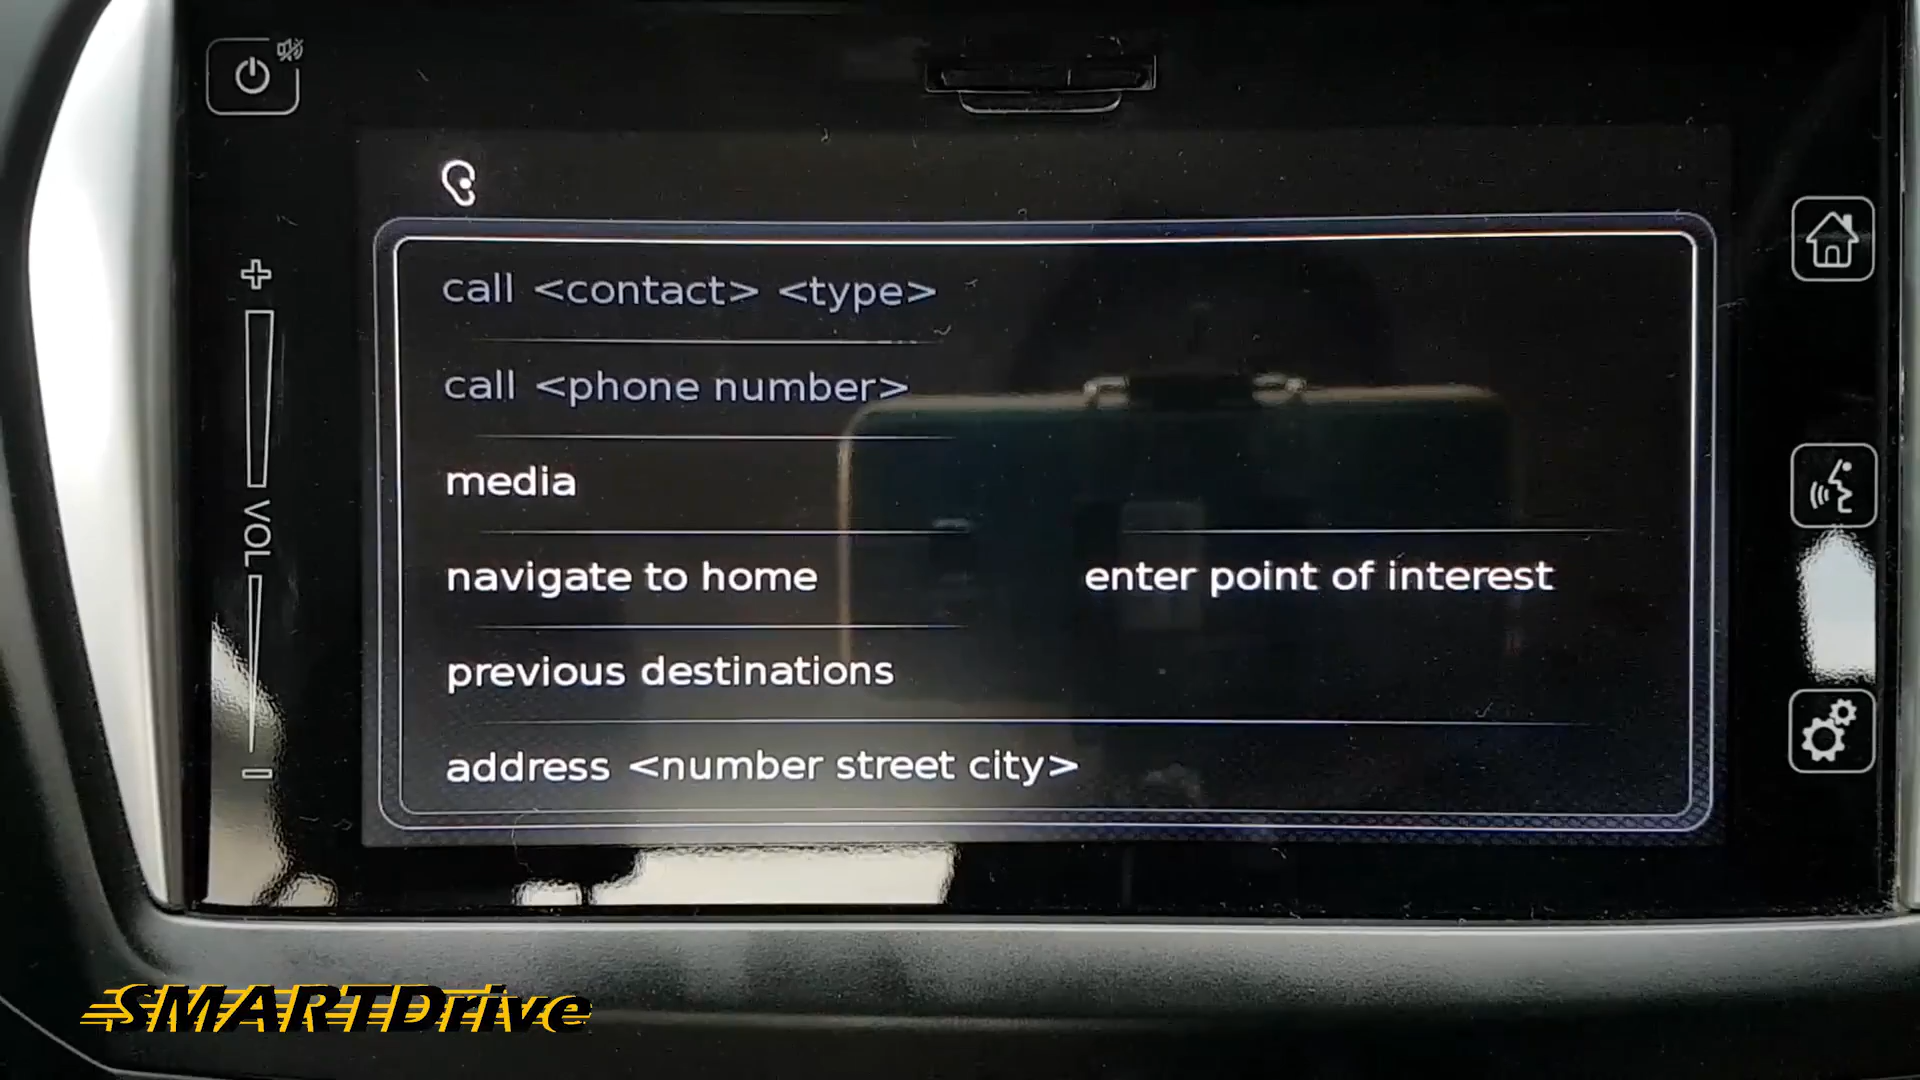 call <contact> <type>
call <phone number>
media
navigate to home
enter point of interest
previous destinations
address <number street city>
VOL
SMARTDrive